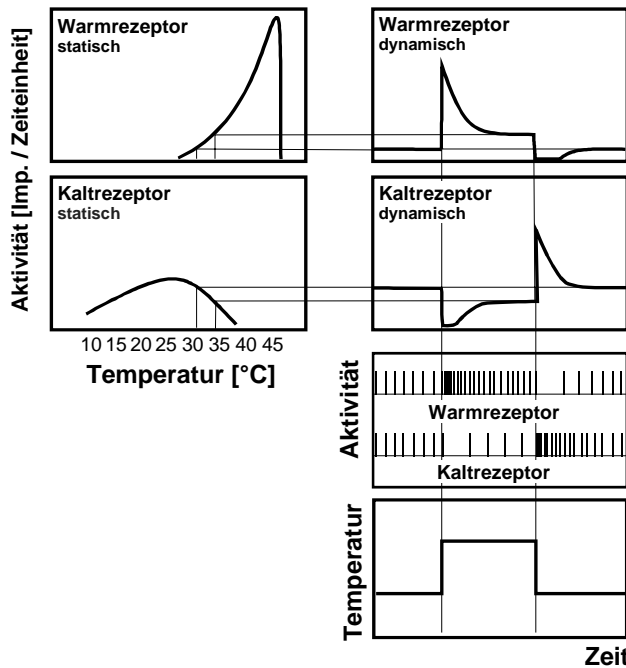 Warmrezeptor
statisch
Warmrezeptor
dynamisch
Aktivität [Imp. / Zeiteinheit]
Kaltrezeptor
statisch
Kaltrezeptor
dynamisch
10 15 20 25 30 35 40 45
Temperatur [°C]
Aktivität
Warmrezeptor
Kaltrezeptor
Temperatur
Zeit